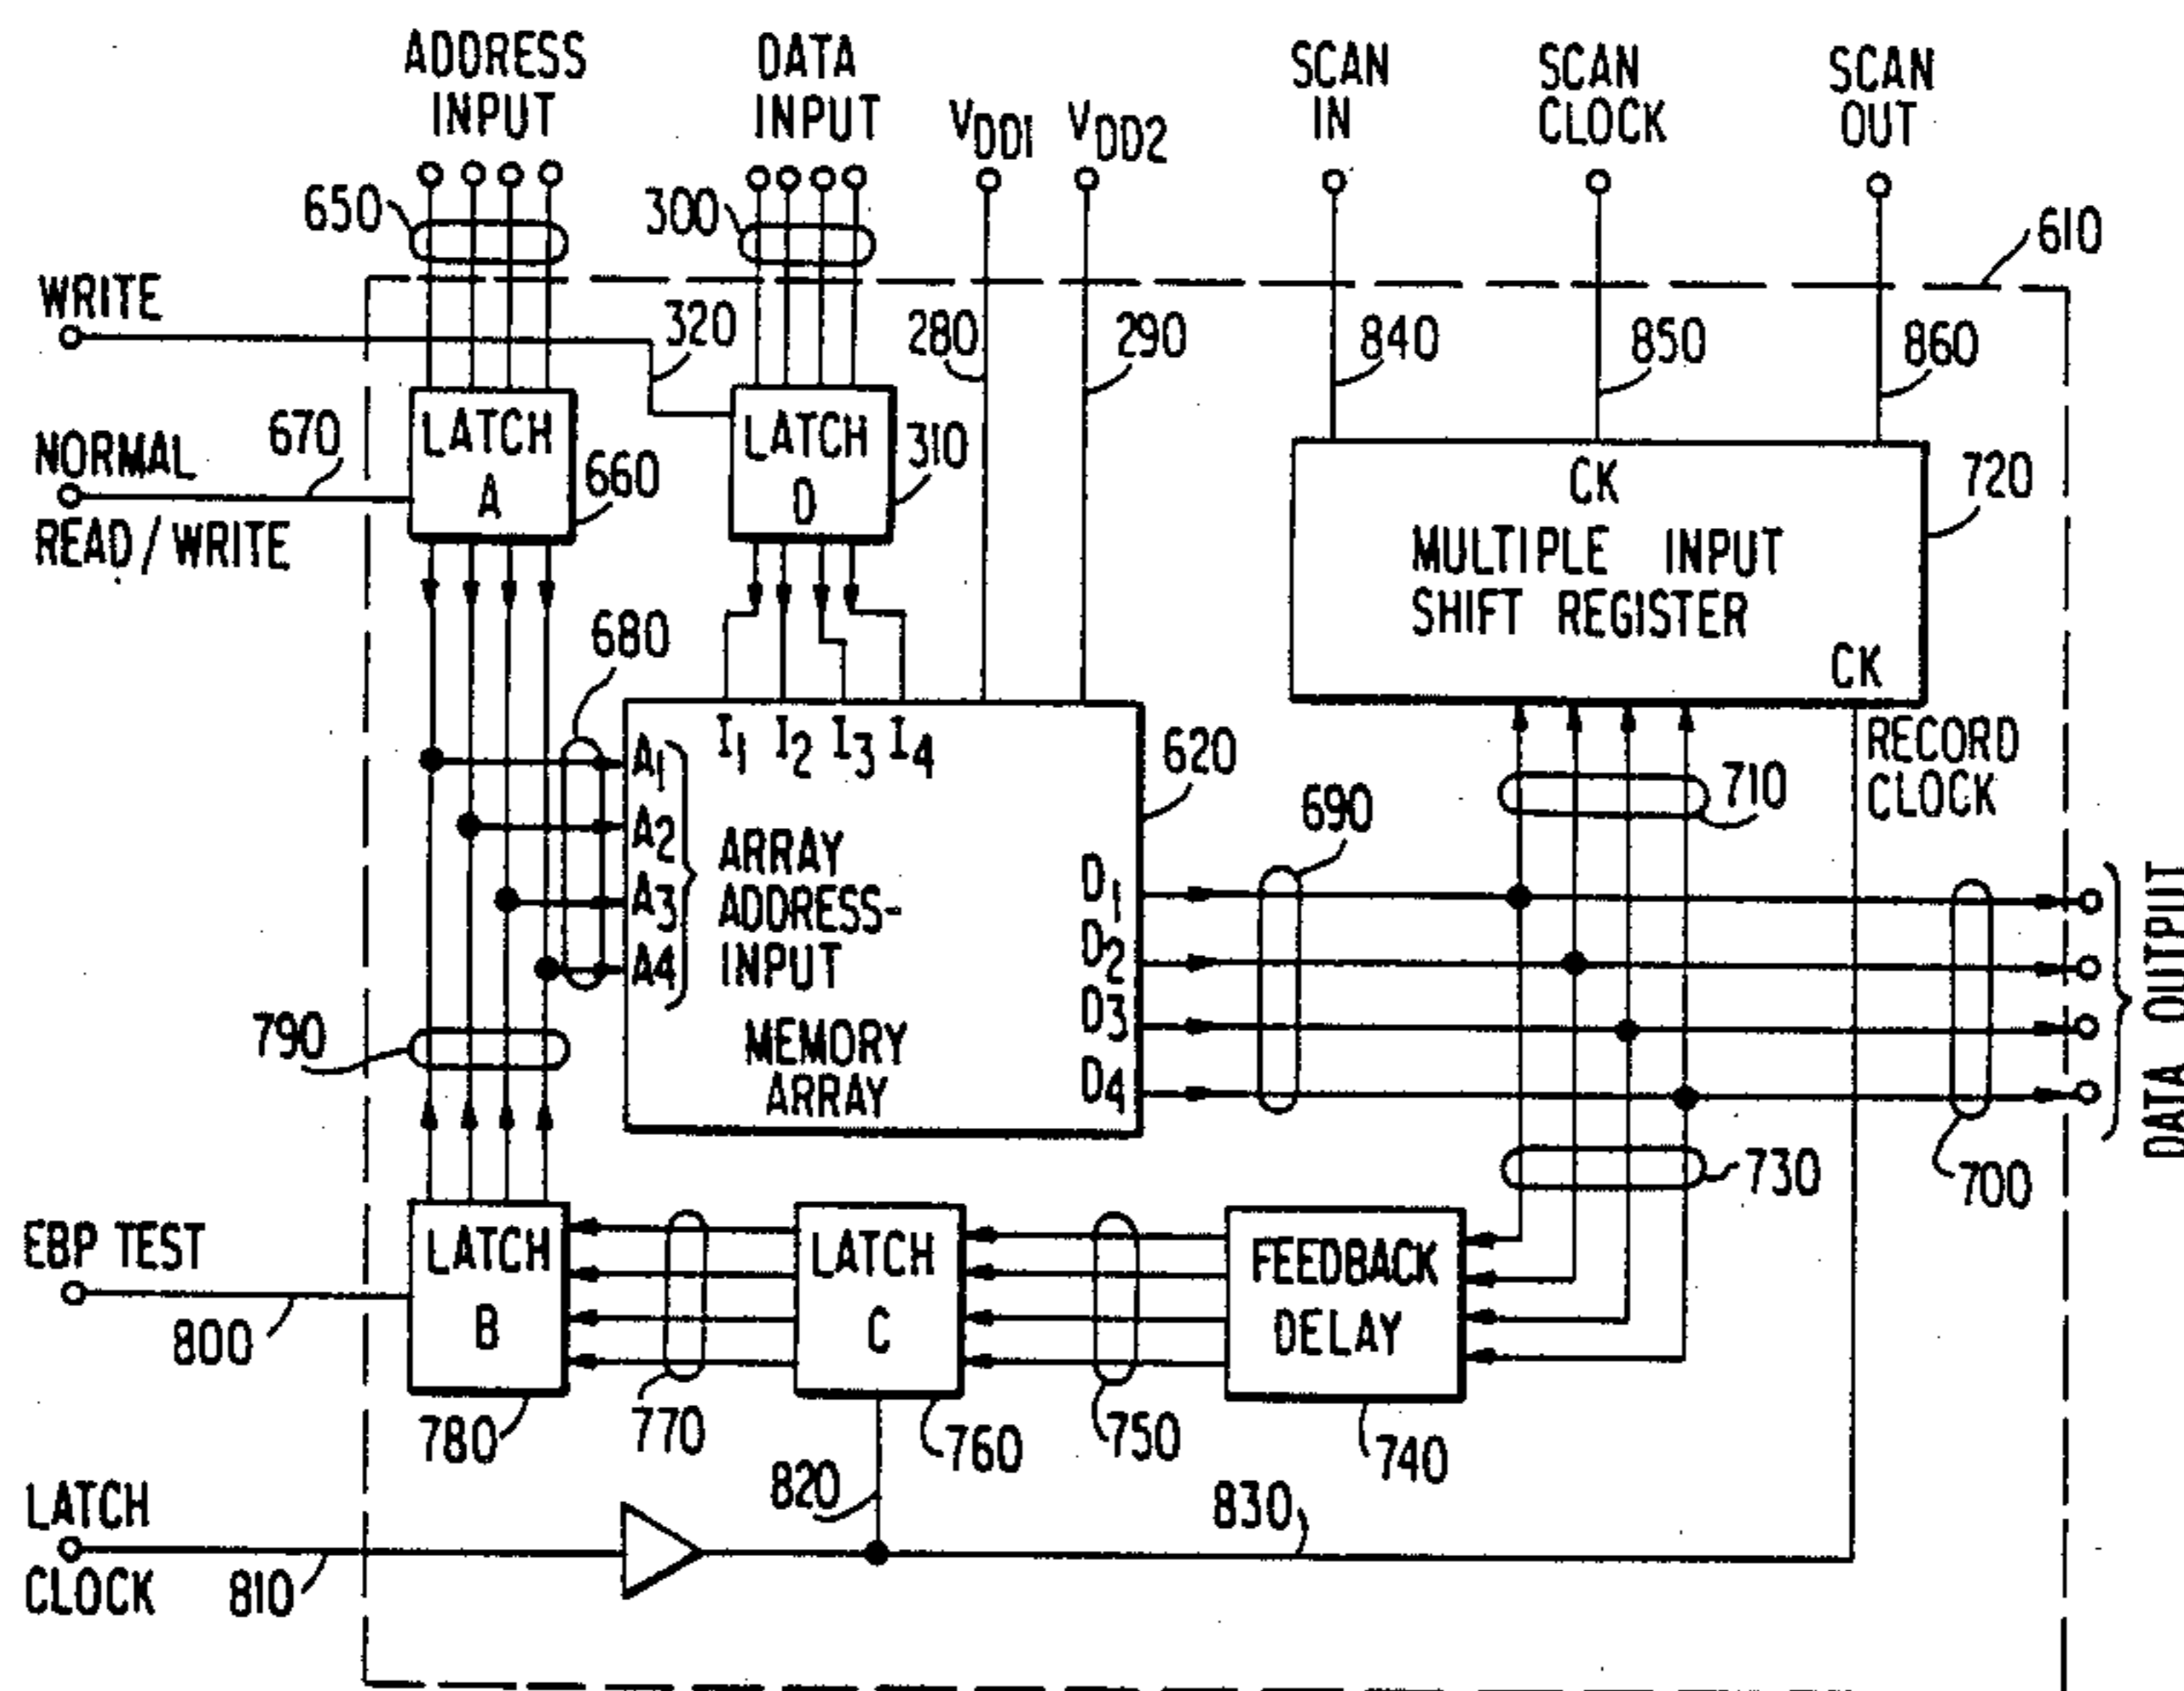 ADDRESS
INPUT
DATA
INPUT
VDD1
VDD2
SCAN
IN
SCAN
CLOCK
SCAN
OUT
650
300
610
WRITE
320
280
290
840
850
860
NORMAL
READ / WRITE
670
LATCH
A
660
LATCH
D
310
CK
MULTIPLE INPUT
SHIFT REGISTER
CK
720
680
I1 I2 I3 I4
A1
A2
A3
A4
ARRAY
ADDRESS-
INPUT
MEMORY
ARRAY
620
D1
D2
D3
D4
690
710
RECORD
CLOCK
DATA OUTPUT
700
790
730
EBP TEST
800
LATCH
B
780
770
LATCH
C
760
750
FEEDBACK
DELAY
740
LATCH
CLOCK
810
820
830